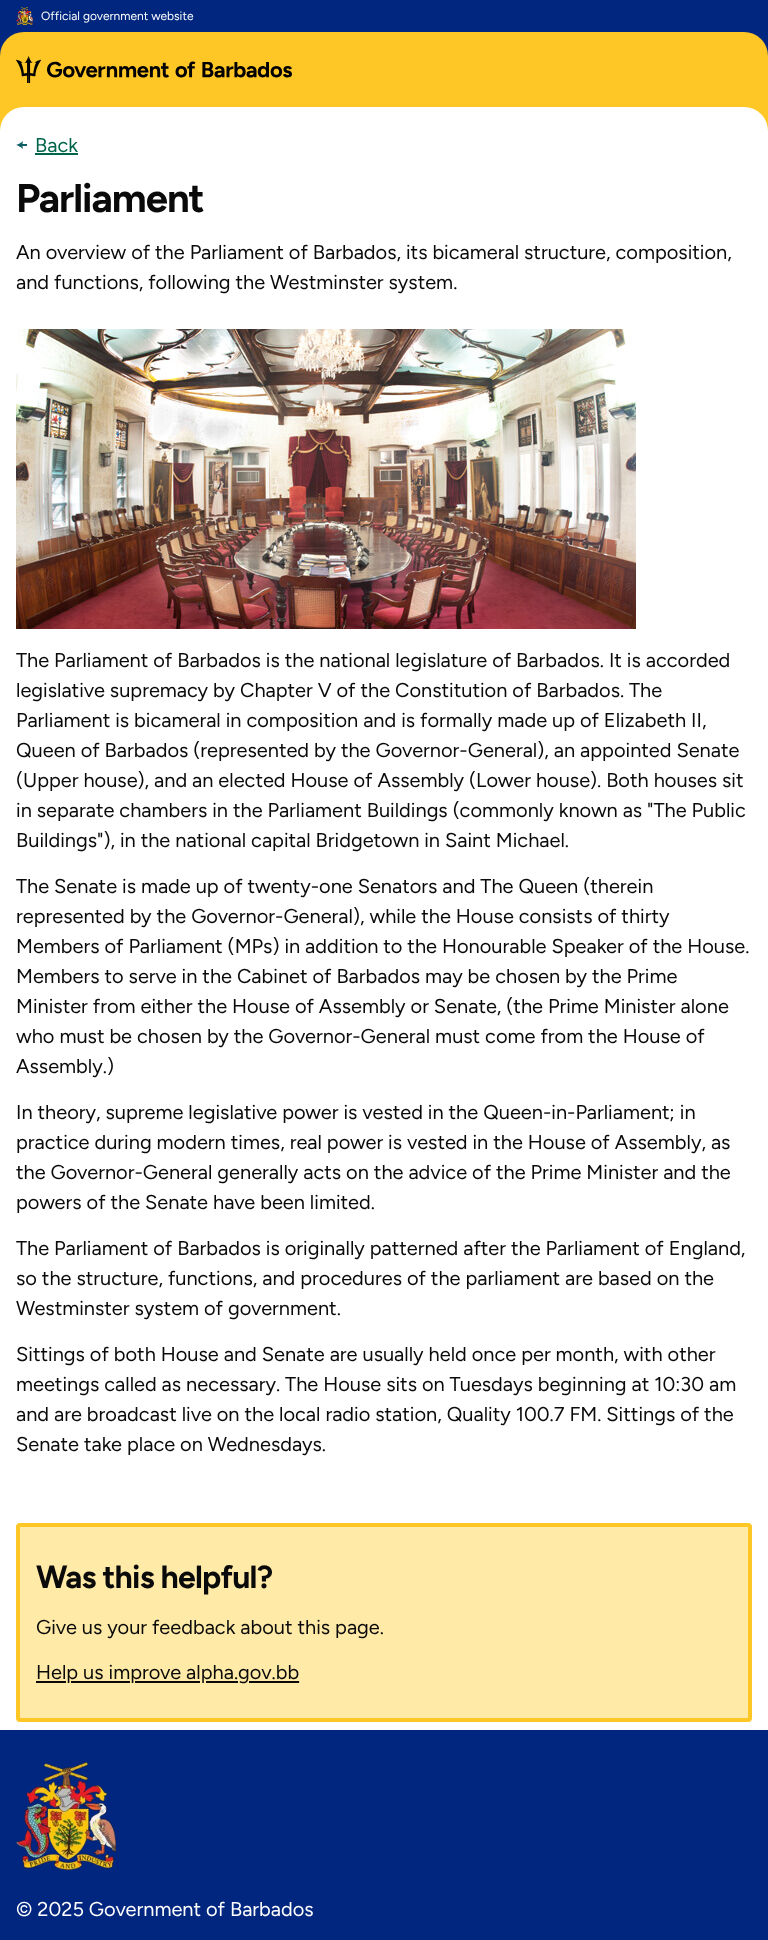 Official government website
Government of Barbados
Back
Parliament
An overview of the Parliament of Barbados, its bicameral structure, composition,
and functions, following the Westminster system.
The Parliament of Barbados is the national legislature of Barbados. It is accorded
legislative supremacy by Chapter V of the Constitution of Barbados. The
Parliament is bicameral in composition and is formally made up of Elizabeth II,
Queen of Barbados (represented by the Governor-General), an appointed Senate
(Upper house), and an elected House of Assembly (Lower house). Both houses sit
in separate chambers in the Parliament Buildings (commonly known as "The Public
Buildings"), in the national capital Bridgetown in Saint Michael.
The Senate is made up of twenty-one Senators and The Queen (therein
represented by the Governor-General), while the House consists of thirty
Members of Parliament (MPs) in addition to the Honourable Speaker of the House.
Members to serve in the Cabinet of Barbados may be chosen by the Prime
Minister from either the House of Assembly or Senate, (the Prime Minister alone
who must be chosen by the Governor-General must come from the House of
Assembly.)
In theory, supreme legislative power is vested in the Queen-in-Parliament; in
practice during modern times, real power is vested in the House of Assembly, as
the Governor-General generally acts on the advice of the Prime Minister and the
powers of the Senate have been limited.
The Parliament of Barbados is originally patterned after the Parliament of England,
so the structure, functions, and procedures of the parliament are based on the
Westminster system of government.
Sittings of both House and Senate are usually held once per month, with other
meetings called as necessary. The House sits on Tuesdays beginning at 10:30 am
and are broadcast live on the local radio station, Quality 100.7 FM. Sittings of the
Senate take place on Wednesdays.
Was this helpful?
Give us your feedback about this page.
Help us improve alpha.gov.bb
PRIDE AND INDUSTRY
© 2025 Government of Barbados